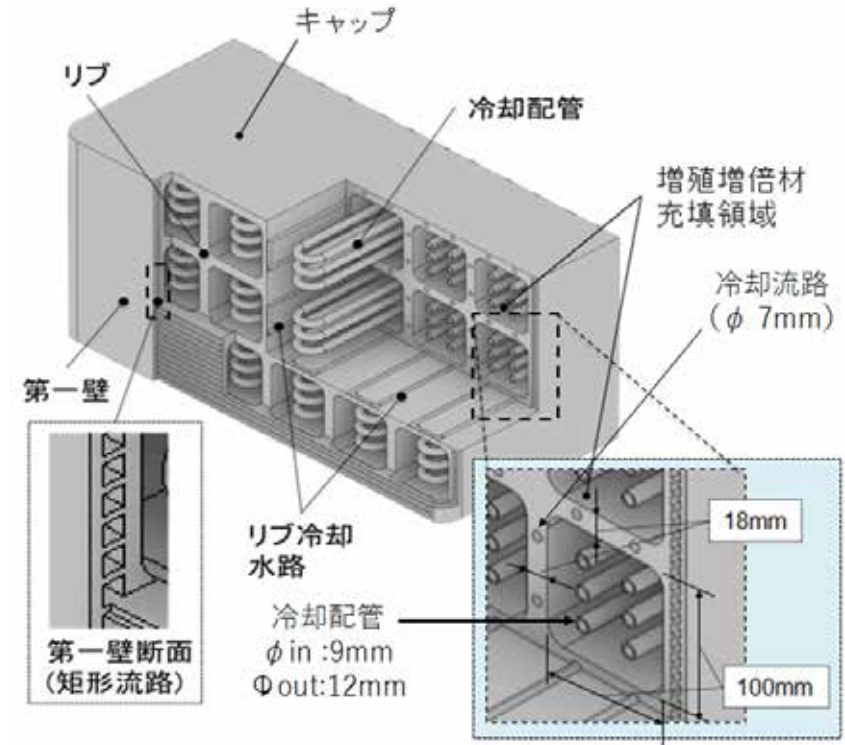 キャップ
リブ
冷却配管
増殖増倍材
充填領域
冷却流路
(φ 7mm)
第一壁
リブ冷却
水路
18mm
冷却配管
φin :9mm
Φout:12mm
第一壁断面
(矩形流路)
100mm